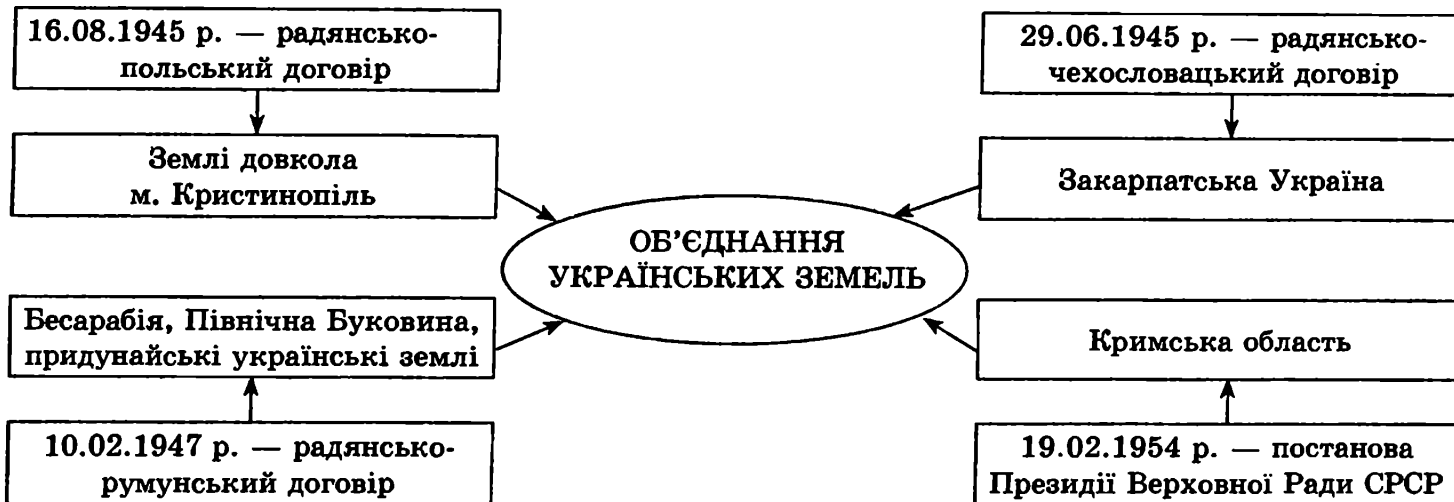 16.08.1945 р. — радянсько-
польський договір
29.06.1945 р. — радянсько-
чехословацький договір
Землі довкола
м. Кристинопіль
Закарпатська Україна
ОБ’ЄДНАННЯ
УКРАЇНСЬКИХ ЗЕМЕЛЬ
Бесарабія, Північна Буковина,
придунайські українські землі
Кримська область
10.02.1947 р. — радянсько-
румунський договір
19.02.1954 р. — постанова
Президії Верховної Ради СРСР